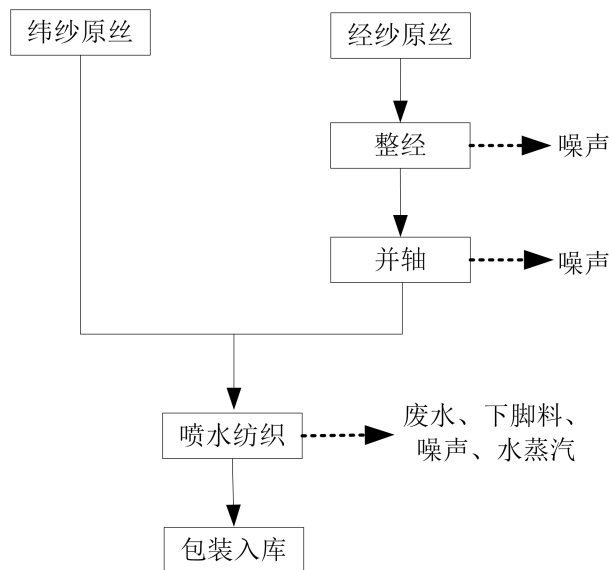 纬纱原丝
经纱原丝
整经
噪声
并轴
噪声
喷水纺织
废水、下脚料、
噪声、水蒸汽
包装入库